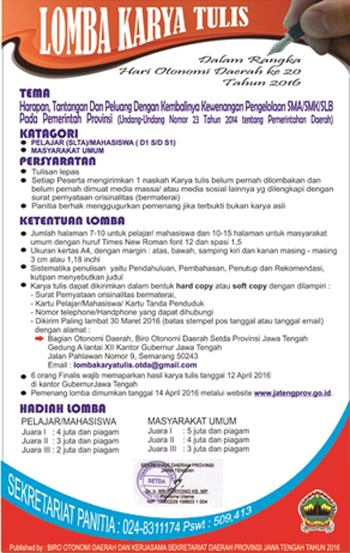 LOMBA KARYA TULIS
Dalam Rangka
Hari Otonomi Daerah ke 20
Tahun 2016
TEMA
Harapan, Tantangan Dan Peluang Dengan Kembalinya Kewenangan Pengelolaan SMA/SMK/SLB
Pada Pemerintah Provinsi (Undang-Undang Nomor 23 Tahun 2014 tentang Pemerintahan Daerah)
KATAGORI
● PELAJAR (SLTA)/MAHASISWA ( D1 S/D S1)
● MASYARAKAT UMUM
PERSYARATAN
● Tulisan lepas
● Setiap Peserta mengirimkan 1 naskah Karya tulis belum pernah dilombakan dan
belum pernah dimuat media massa/ atau media sosial lainnya yg dilengkapi dengan
surat pernyataan orisinalitas (bermaterai)
● Panitia berhak menggugurkan pemenang jika terbukti bukan karya asli
KETENTUAN LOMBA
● Jumlah halaman 7-10 untuk pelajar/ mahasiswa dan 10-15 halaman untuk masyarakat
umum dengan huruf Times New Roman font 12 dan spasi 1,5
● Ukuran kertas A4, dengan margin : atas, bawah, samping kiri dan kanan masing - masing
3 cm atau 1,18 inchi
● Sistematika penulisan yaitu Pendahuluan, Pembahasan, Penutup dan Rekomendasi,
kutipan menyebutkan judul
● Karya tulis dapat dikirimkan dalam bentuk hard copy atau soft copy dengan dilampiri :
- Surat Pernyataan orisinalitas bermaterai,
- Kartu Pelajar/Mahasiswa/ Kartu Tanda Penduduk
- Nomor telephone/Handphone yang dapat dihubungi
- Dikirim Paling lambat 30 Maret 2016 (batas stempel pos tanggal atau tanggal email)
dengan alamat :
Bagian Otonomi Daerah, Biro Otonomi Daerah Setda Provinsi Jawa Tengah
Gedung A lantai XII Kantor Gubernur Jawa Tengah
Jalan Pahlawan Nomor 9, Semarang 50243
Email : lombakaryatulis.otda@gmail.com
● 6 orang Finalis wajib memaparkan hasil karya tulis tanggal 12 April 2016
di kantor GubernurJawa Tengah
● Pemenang lomba diumumkan tanggal 14 April 2016 melalui website www.jatengprov.go.id.
HADIAH LOMBA
PELAJAR/MAHASISWA
Juara I : 4 juta dan piagam
Juara II : 3 juta dan piagam
Juara III : 2 juta dan piagam
MASYARAKAT UMUM
Juara I : 5 juta dan piagam
Juara II : 4 juta dan piagam
Juara III : 3 juta dan piagam
SEKRETARIS DAERAH PROVINSI
JAWA TENGAH
SETDA
SEKRETARIAT PANITIA : 024-8311174 Pswt : 509,413
Published by : BIRO OTONOMI DAERAH DAN KERJASAMA SEKRETARIAT DAERAH PROVINSI JAWA TENGAH TAHUN 2016